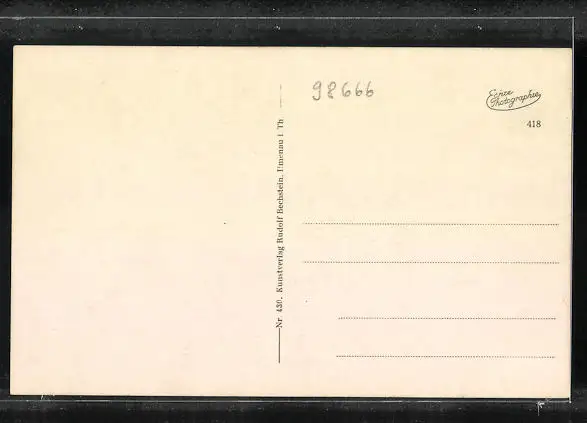 98666
Echte
Photographie
418
Nr. 430. Kunstverlag Rudolf Bechstein, Ilmenau i. Th